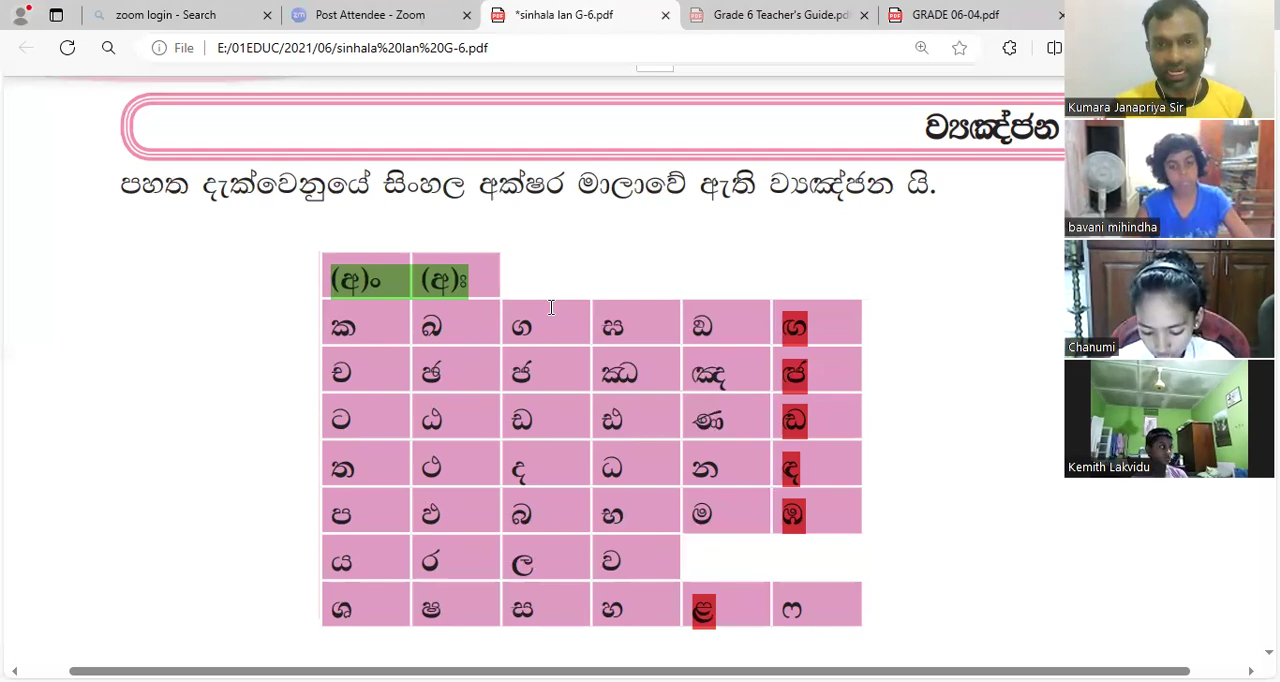 zoom login - Search
Post Attendee - Zoom
*sinhala lan G-6.pdf
Grade 6 Teacher's Guide.pdf
GRADE 06-04.pdf
File
E:/01EDUC/2021/06/sinhala%20lan%20G-6.pdf
ව්‍යඤ්ජන
පහත දැක්වෙනුයේ සිංහල අක්ෂර මාලාවේ ඇති ව්‍යඤ්ජන යි.
(අ)ං (අ)ඃ
ක ඛ ග ඝ ඞ ඟ
ච ඡ ජ ඣ ඤ ඦ
ට ඨ ඩ ඪ ණ ඬ
ත ථ ද ධ න ඳ
ප ඵ බ භ ම ඹ
ය ර ල ව
ශ ෂ ස හ ළ ෆ
Kumara Janapriya Sir
bavani mihindha
Chanumi
Kemith Lakvidu